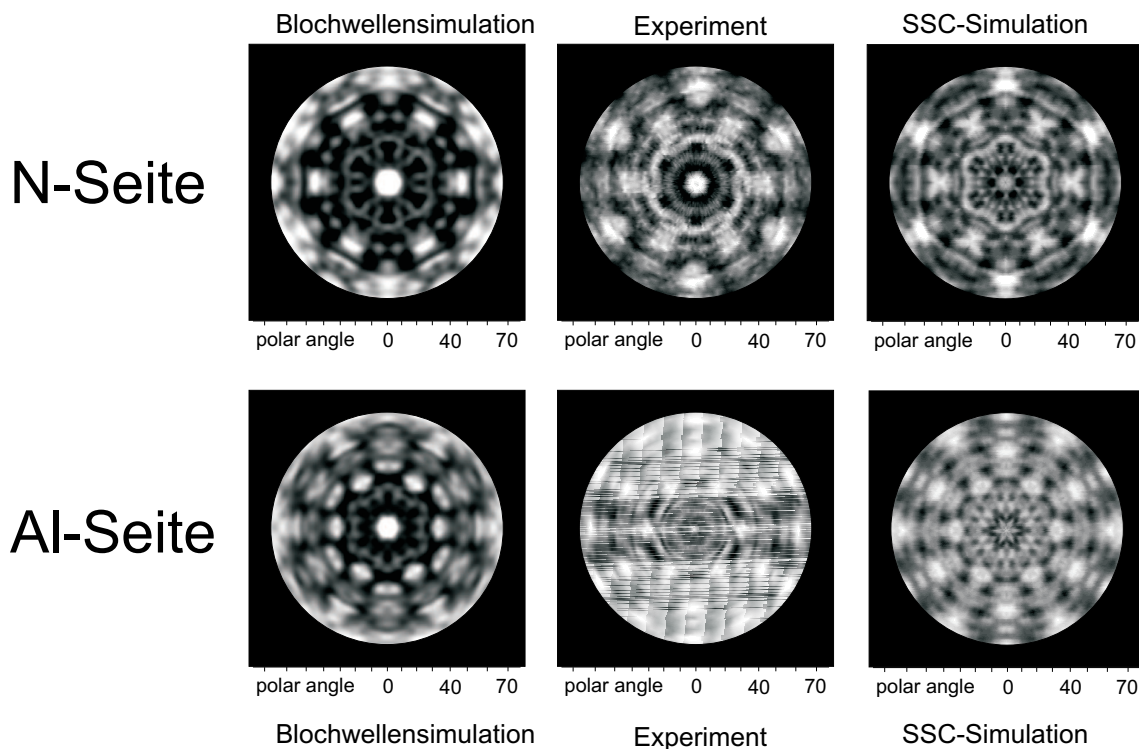 Blochwellensimulation Experiment SSC-Simulation
N-Seite
polar angle 0 40 70 polar angle 0 40 70 polar angle 0 40 70
Al-Seite
polar angle 0 40 70 polar angle 0 40 70 polar angle 0 40 70
Blochwellensimulation Experiment SSC-Simulation